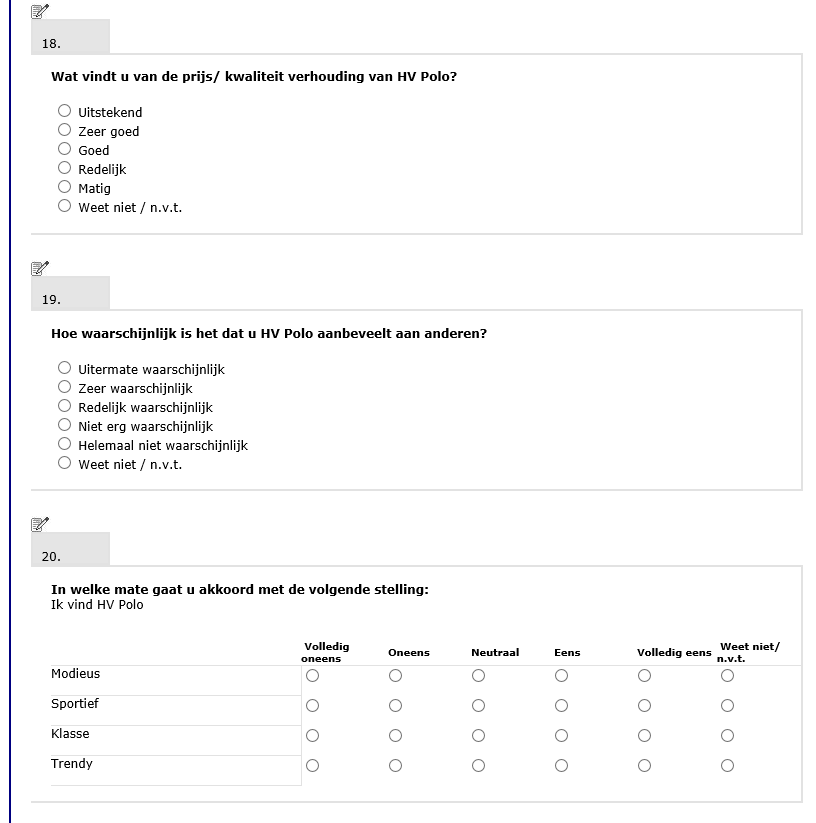 18.
Wat vindt u van de prijs/ kwaliteit verhouding van HV Polo?
Uitstekend
Zeer goed
Goed
Redelijk
Matig
Weet niet / n.v.t.
19.
Hoe waarschijnlijk is het dat u HV Polo aanbeveelt aan anderen?
Uitermate waarschijnlijk
Zeer waarschijnlijk
Redelijk waarschijnlijk
Niet erg waarschijnlijk
Helemaal niet waarschijnlijk
Weet niet / n.v.t.
20.
In welke mate gaat u akkoord met de volgende stelling:
Ik vind HV Polo
Volledig oneens Oneens Neutraal Eens Volledig eens Weet niet/ n.v.t.
Modieus
Sportief
Klasse
Trendy